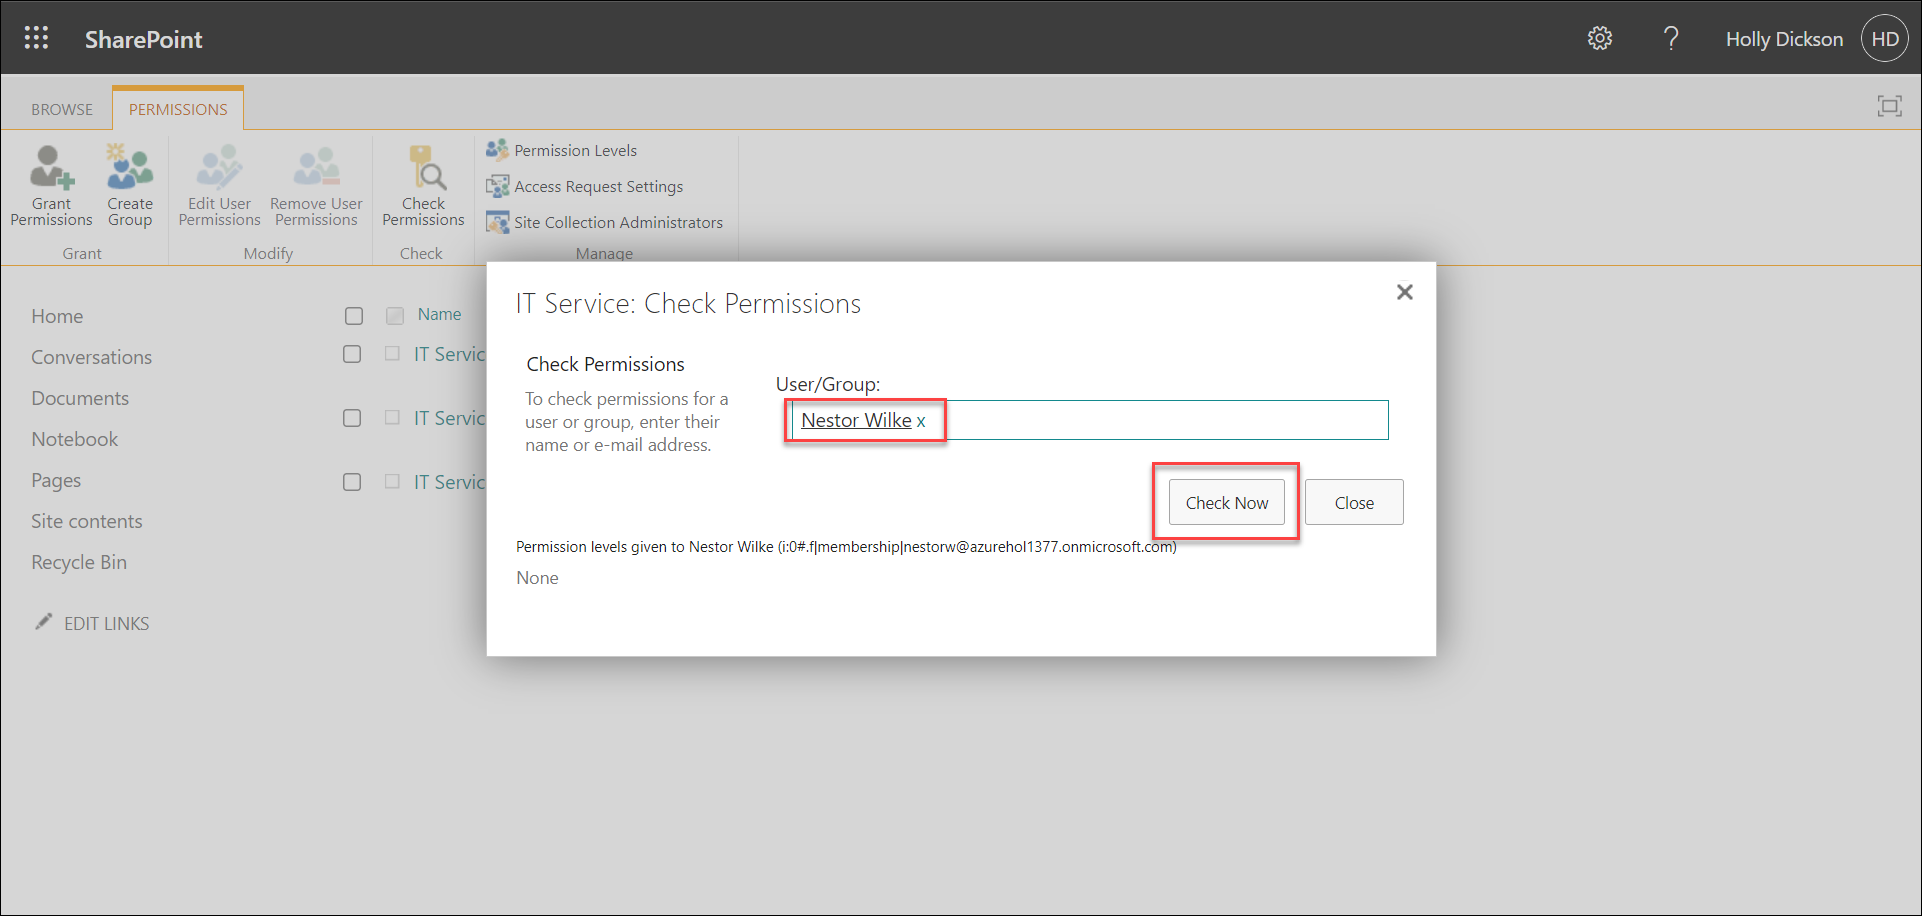 SharePoint
Holly Dickson
HD
BROWSE
PERMISSIONS
Grant
Permissions
Create
Group
Edit User
Permissions
Remove User
Permissions
Check
Permissions
Permission Levels
Access Request Settings
Site Collection Administrators
Grant
Modify
Check
Manage
Home
Conversations
Documents
Notebook
Pages
Site contents
Recycle Bin
EDIT LINKS
Name
IT Servic
IT Servic
IT Servic
IT Service: Check Permissions
Check Permissions
To check permissions for a
user or group, enter their
name or e-mail address.
User/Group:
Nestor Wilke x
Check Now
Close
Permission levels given to Nestor Wilke (i:0#.f|membership|nestorw@azurehol1377.onmicrosoft.com)
None